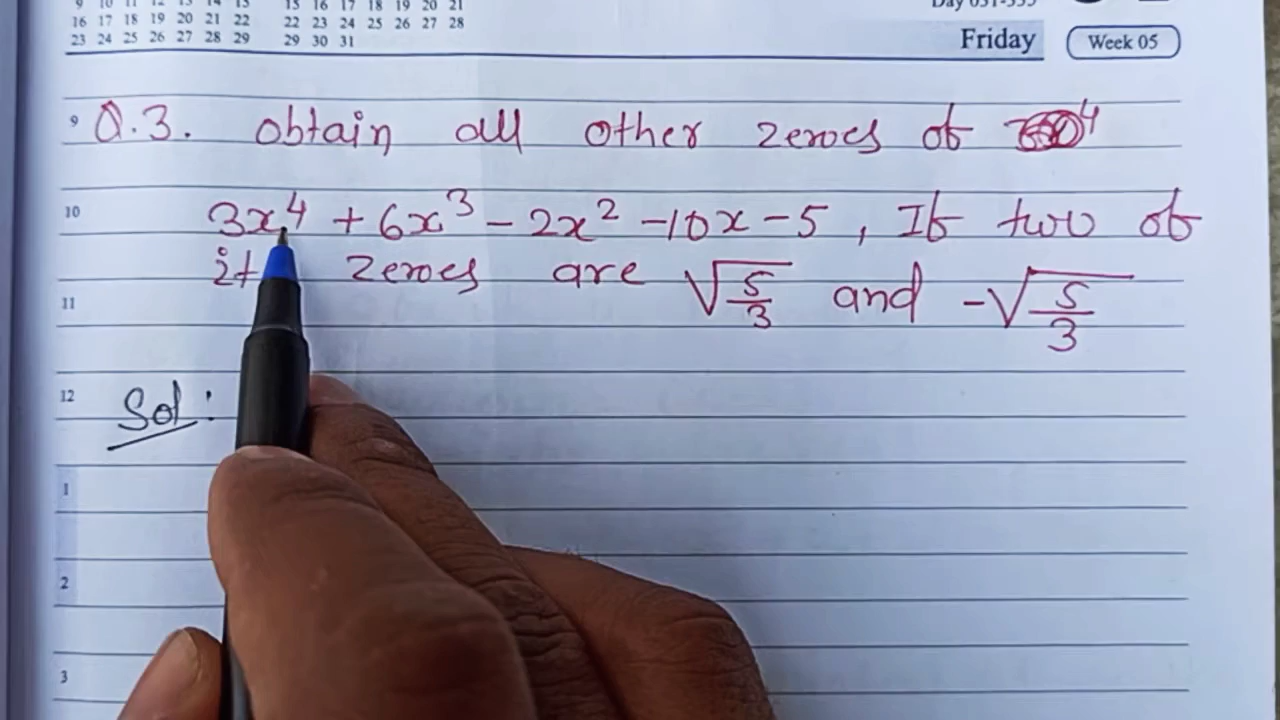 16 17 18 19 20 21 22
23 24 25 26 27 28 29
15 16 17 18 19 20 21
22 23 24 25 26 27 28
29 30 31
Friday
Week 05
9
Q.3. obtain all other zeroes of
10
3x⁴ + 6x³ - 2x² - 10x - 5, If two of
it zeroes are √5/3 and -√5/3
11
12
Sol:
1
2
3